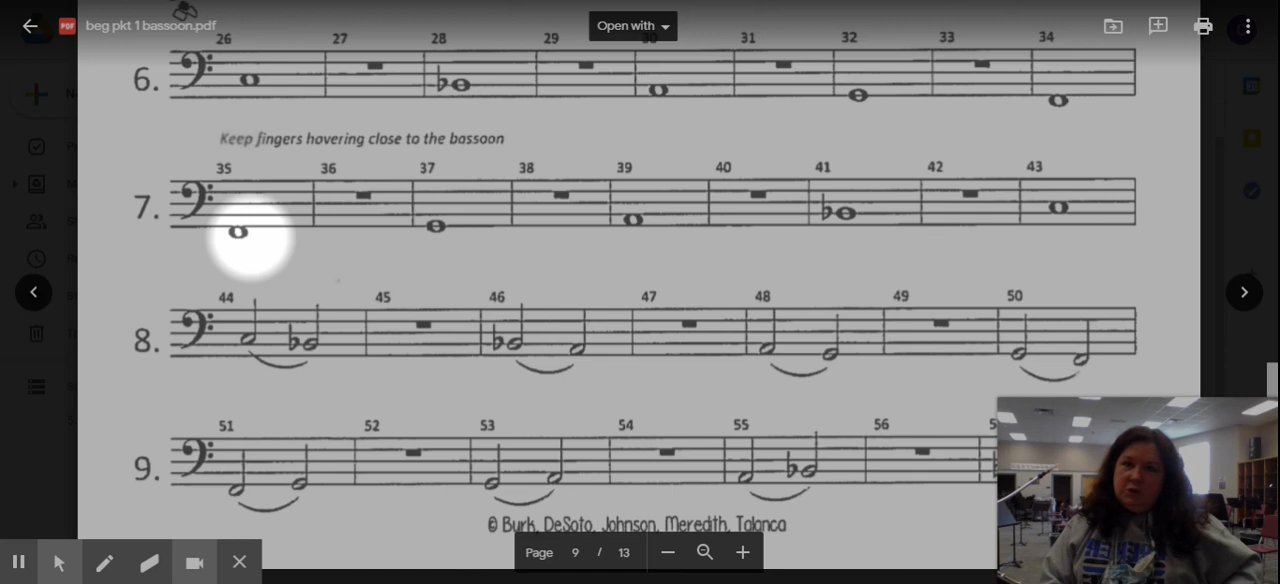 beg pkt 1 bassoon.pdf
Open with
PDF
26 27 28 29 30 31 32 33 34
6.
Keep fingers hovering close to the bassoon
35 36 37 38 39 40 41 42 43
7.
44 45 46 47 48 49 50
8.
51 52 53 54 55 56
9.
© Burk, DeSoto, Johnson, Meredith, Talanca
Page 9 / 13